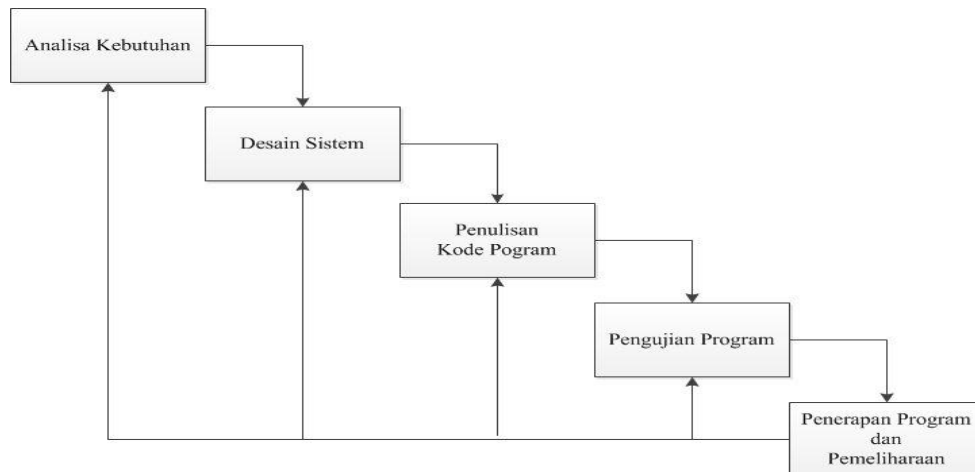 Analisa Kebutuhan
Desain Sistem
Penulisan
Kode Pogram
Pengujian Program
Penerapan Program
dan
Pemeliharaan